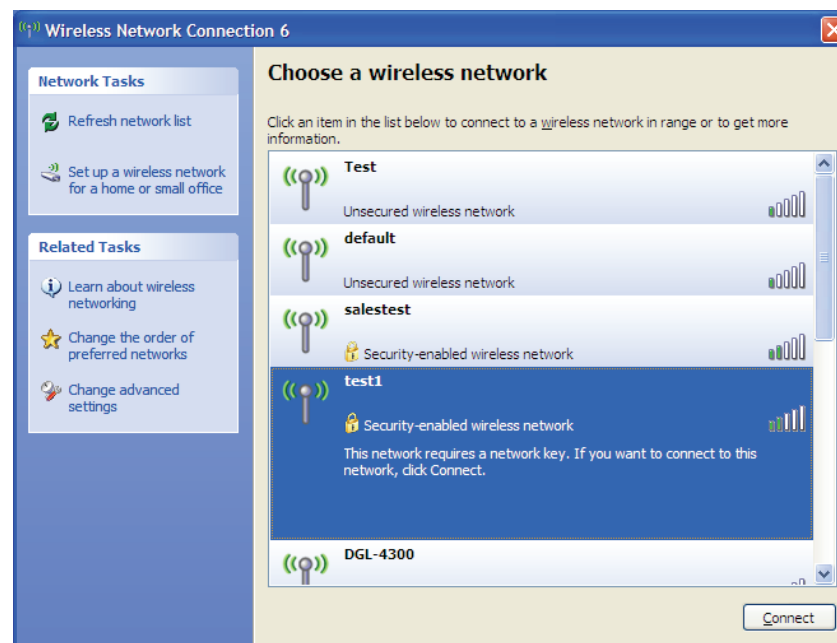 Wireless Network Connection 6
Network Tasks
Refresh network list
Set up a wireless network
for a home or small office
Related Tasks
Learn about wireless
networking
Change the order of
preferred networks
Change advanced
settings
Choose a wireless network
Click an item in the list below to connect to a wireless network in range or to get more
information.
Test
Unsecured wireless network
default
Unsecured wireless network
salestest
Security-enabled wireless network
test1
Security-enabled wireless network
This network requires a network key. If you want to connect to this
network, click Connect.
DGL-4300
Connect